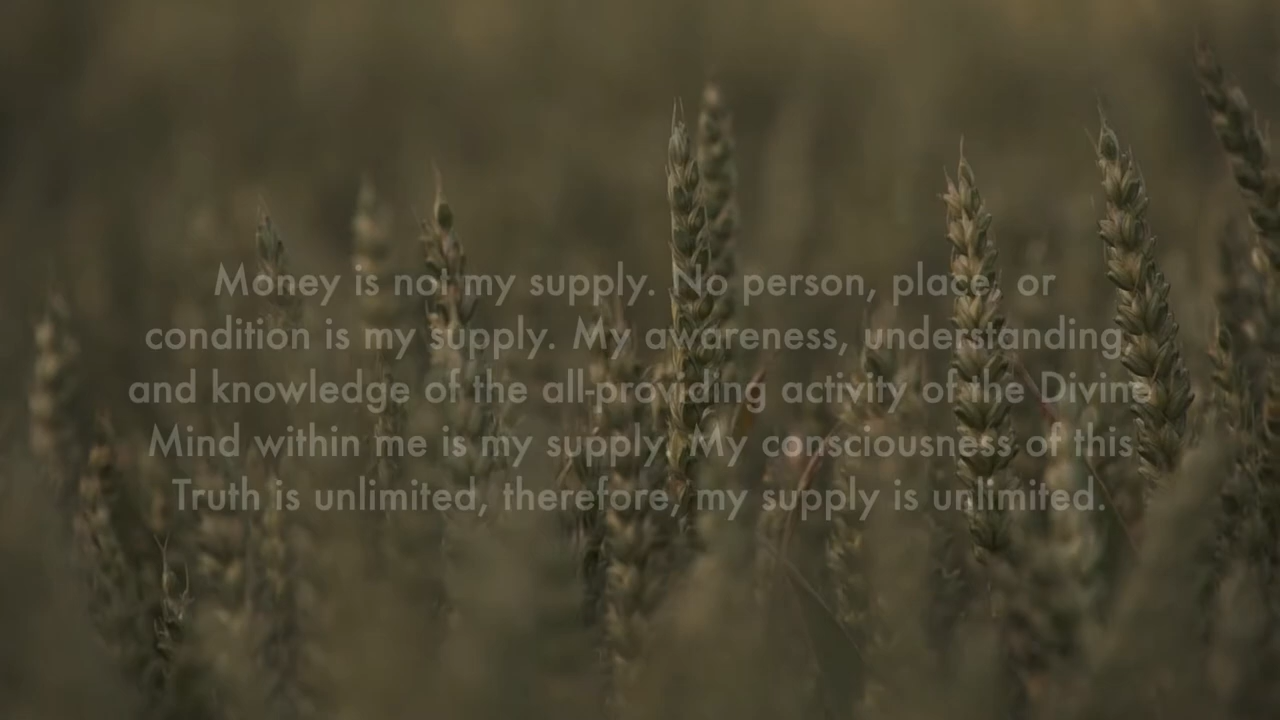 Money is not my supply. No person, place, or
condition is my supply. My awareness, understanding,
and knowledge of the all-providing activity of the Divine
Mind within me is my supply. My consciousness of this
Truth is unlimited, therefore, my supply is unlimited.